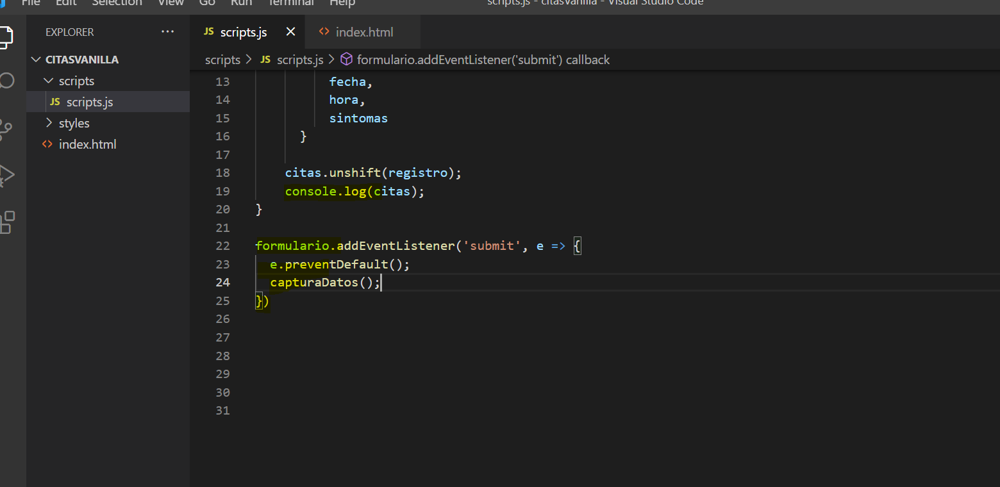 File Edit Selection View Go Run Terminal Help scripts.js - citasVanilla - Visual Studio Code
EXPLORER ···
JS scripts.js × <> index.html
CITASVANILLA
scripts > JS scripts.js > formulario.addEventListener('submit') callback
scripts
JS scripts.js
styles
<> index.html
13 fecha,
14 hora,
15 sintomas
16 }
17
18 citas.unshift(registro);
19 console.log(citas);
20 }
21
22 formulario.addEventListener('submit', e => {
23 e.preventDefault();
24 capturaDatos();
25 })
26
27
28
29
30
31